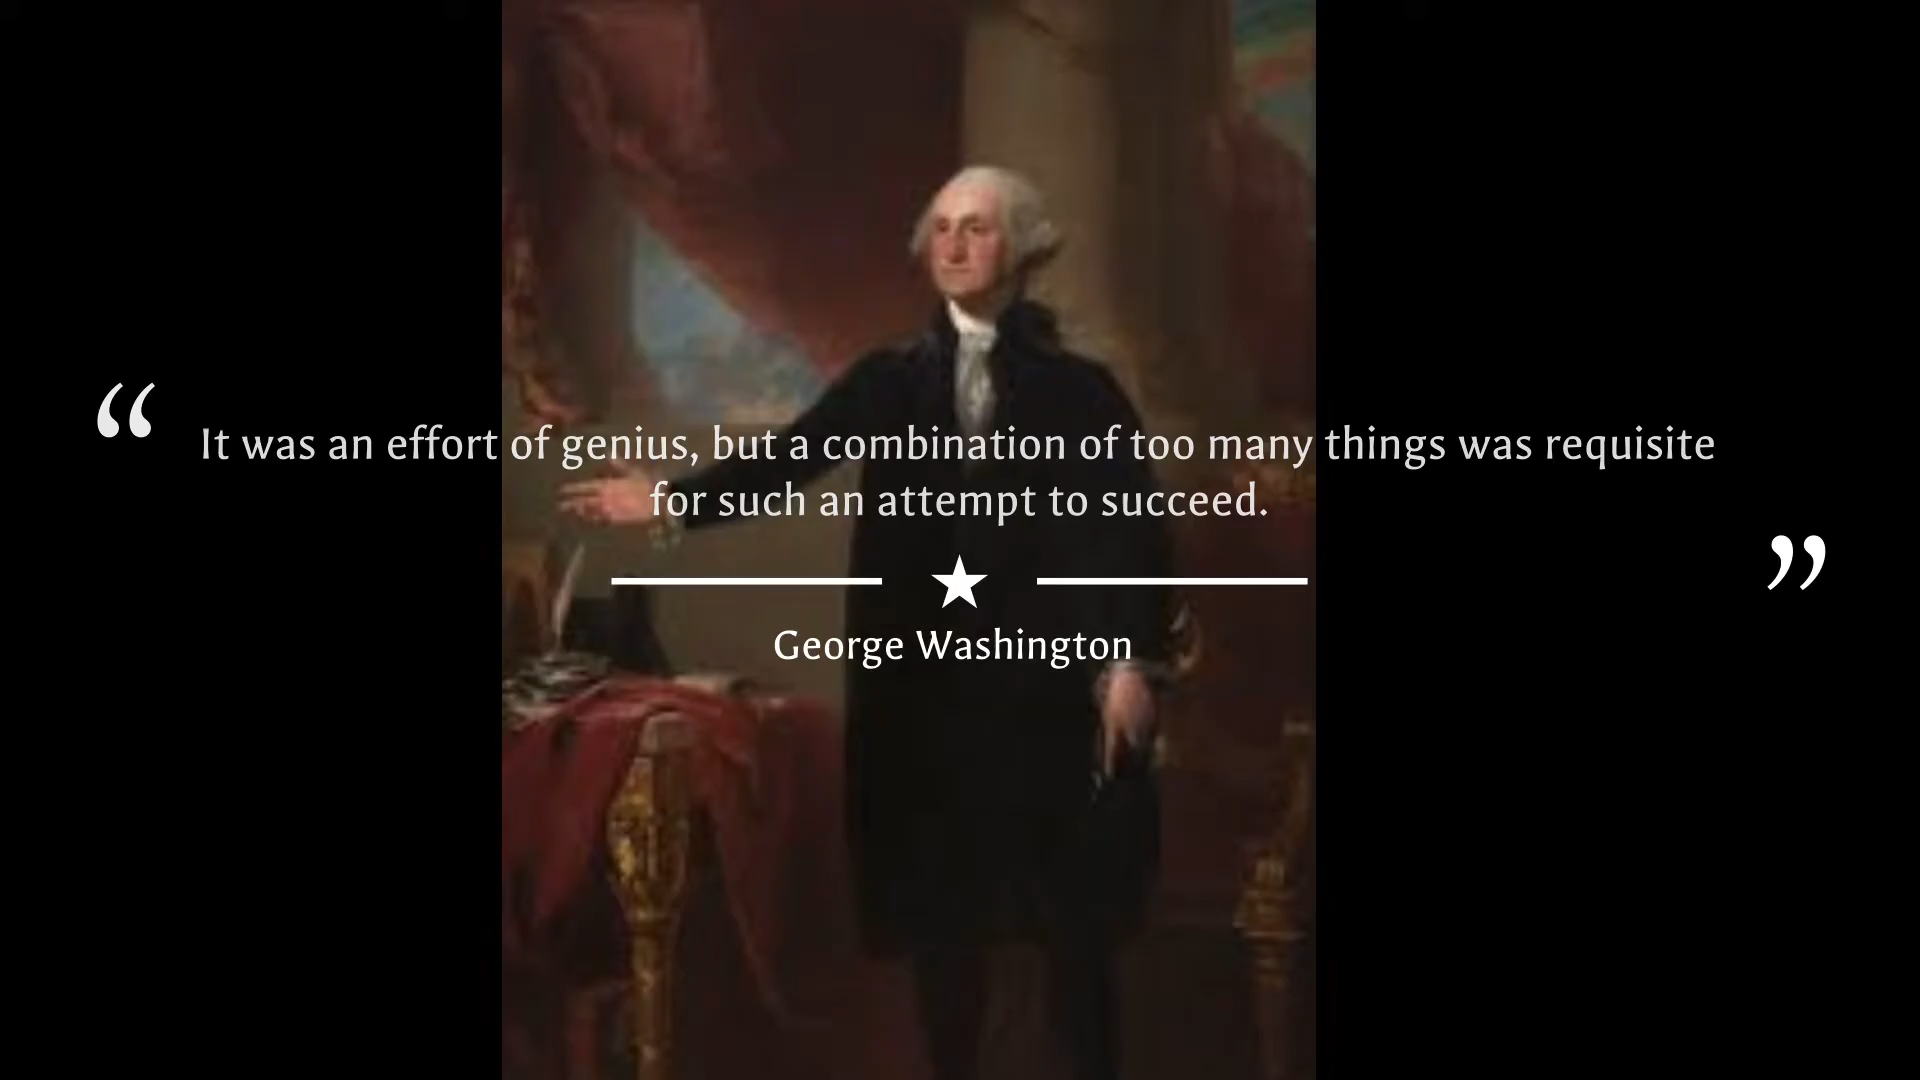 “ It was an effort of genius, but a combination of too many things was requisite
for such an attempt to succeed. ”
George Washington